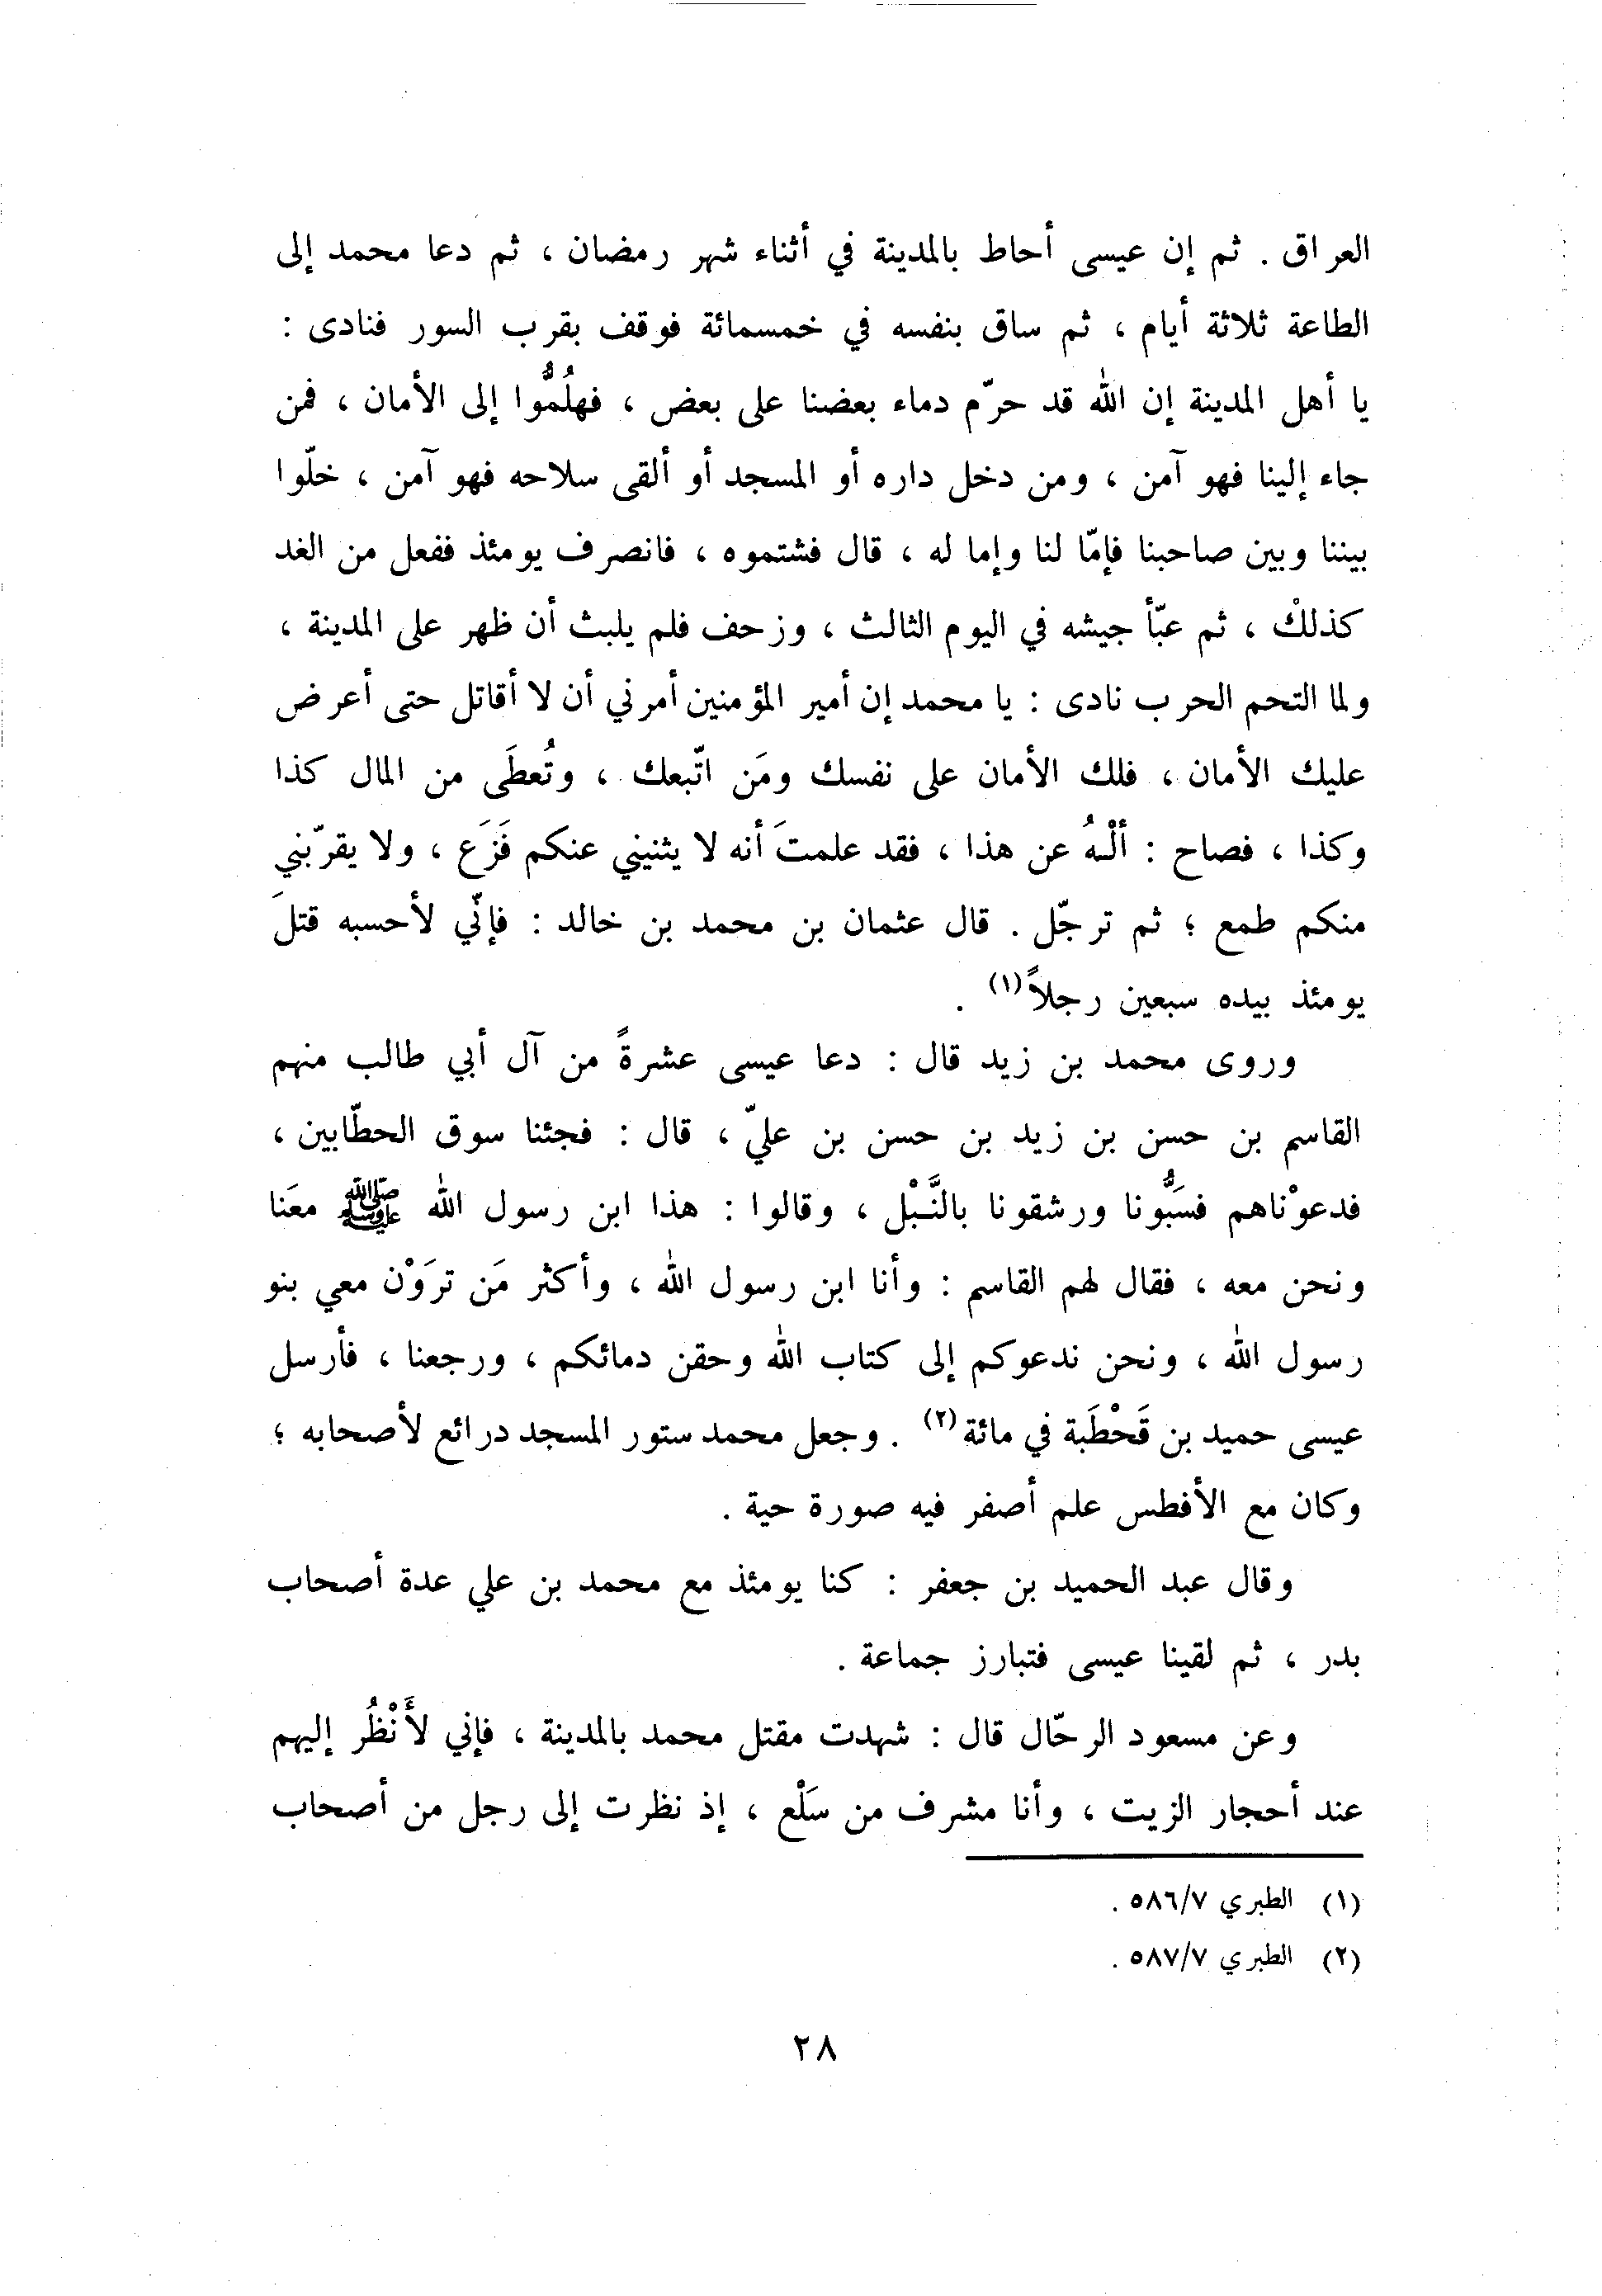 العراق . ثم إن عيسى أحاط بالمدينة في أثناء شهر رمضان ، ثم دعا محمد إلى
الطاعة ثلاثة أيام ، ثم ساق بنفسه في خمسمائة فوقف بقرب السور فنادى :
يا أهل المدينة إن الله قد حرّم دماء بعضنا على بعض ، فهلُمُّوا إلى الأمان ، فمن
جاء إلينا فهو آمن ، ومن دخل داره أو المسجد أو ألقى سلاحه فهو آمن ، خلّوا
بيننا وبين صاحبنا فإمّا لنا وإما له ، قال فشتموه ، فانصرف يومئذ ففعل من الغد
كذلك ، ثم عبّأ جيشه في اليوم الثالث ، وزحف فلم يلبث أن ظهر على المدينة ،
ولما التحم الحرب نادى : يا محمد إن أمير المؤمنين أمرني أن لا أقاتل حتى أعرض
عليك الأمان ، فلك الأمان على نفسك ومَن اتّبعك ، وتُعطَى من المال كذا
وكذا ، فصاح : أَلْهُ عن هذا ، فقد علمتَ أنه لا يثنيني عنكم فَزَع ، ولا يقرّبني
منكم طمع ؛ ثم ترجّل . قال عثمان بن محمد بن خالد : فإنّي لأحسبه قتلَ
يومئذ بيده سبعين رجلاً (١) .
وروى محمد بن زيد قال : دعا عيسى عشرةً من آل أبي طالب منهم
القاسم بن حسن بن زيد بن حسن بن عليّ ، قال : فجئنا سوق الحطّابين ،
فدعوْناهم فسَبُّونا ورشقونا بالنَّبْل ، وقالوا : هذا ابن رسول الله ﷺ معَنا
ونحن معه ، فقال لهم القاسم : وأنا ابن رسول الله ، وأكثر مَن ترَوْن معي بنو
رسول الله ، ونحن ندعوكم إلى كتاب الله وحقن دمائكم ، ورجعنا ، فأرسل
عيسى حميد بن قَحْطَبة في مائة (٢) . وجعل محمد ستور المسجد درائع لأصحابه ؛
وكان مع الأفطس علم أصفر فيه صورة حية .
وقال عبد الحميد بن جعفر : كنا يومئذ مع محمد بن علي عدة أصحاب
بدر ، ثم لقينا عيسى فتبارز جماعة .
وعن مسعود الرحّال قال : شهدت مقتل محمد بالمدينة ، فإني لأَنْظُر إليهم
عند أحجار الزيت ، وأنا مشرف من سَلْع ، إذ نظرت إلى رجل من أصحاب
(١) الطبري ٥٨٦/٧ .
(٢) الطبري ٥٨٧/٧ .
٢٨